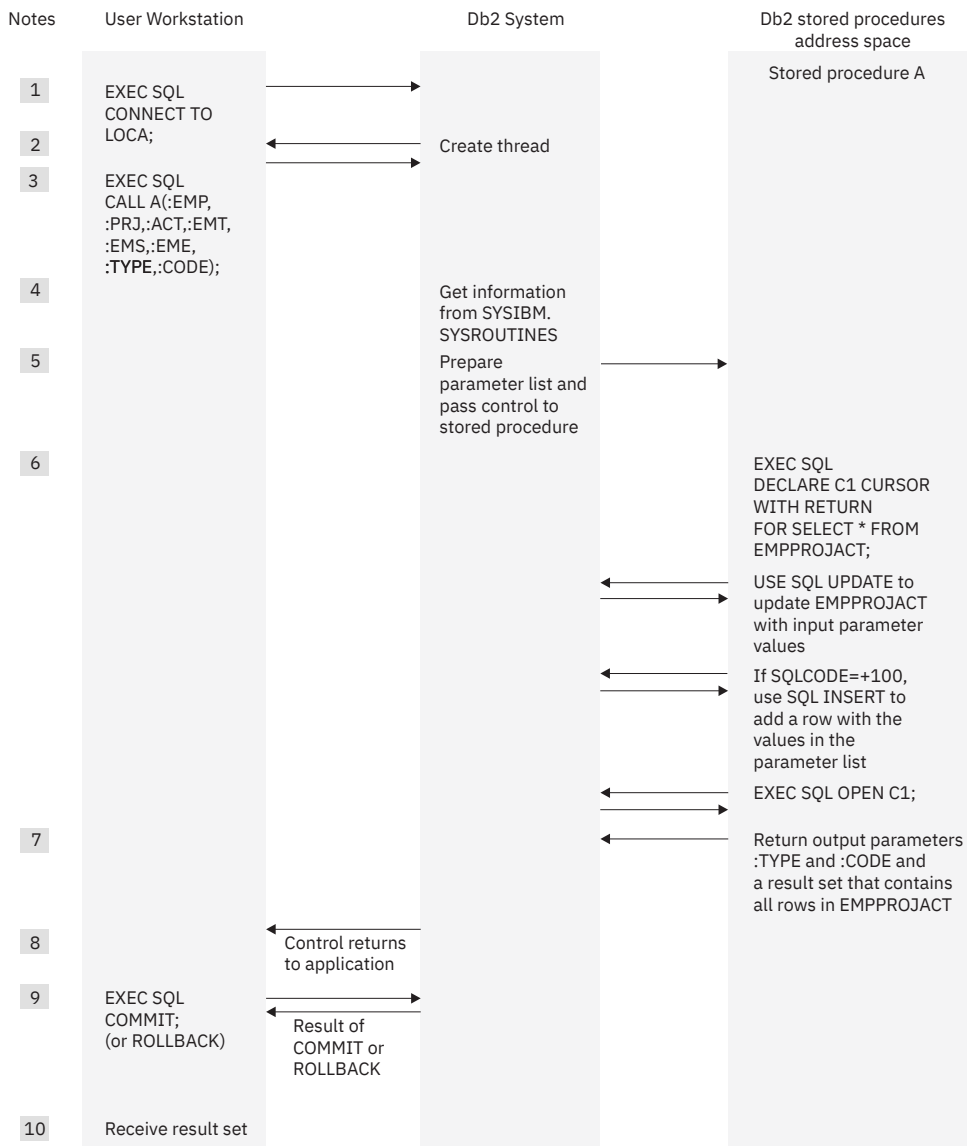 Notes
User Workstation
Db2 System
Db2 stored procedures
address space
Stored procedure A
1
EXEC SQL
CONNECT TO
LOCA;
2
Create thread
3
EXEC SQL
CALL A(:EMP,
:PRJ,:ACT,:EMT,
:EMS,:EME,
:TYPE,:CODE);
4
Get information
from SYSIBM.
SYSROUTINES
5
Prepare
parameter list and
pass control to
stored procedure
6
EXEC SQL
DECLARE C1 CURSOR
WITH RETURN
FOR SELECT * FROM
EMPPROJACT;
USE SQL UPDATE to
update EMPPROJACT
with input parameter
values
If SQLCODE=+100,
use SQL INSERT to
add a row with the
values in the
parameter list
EXEC SQL OPEN C1;
7
Return output parameters
:TYPE and :CODE and
a result set that contains
all rows in EMPPROJACT
8
Control returns
to application
9
EXEC SQL
COMMIT;
(or ROLLBACK)
Result of
COMMIT or
ROLLBACK
10
Receive result set